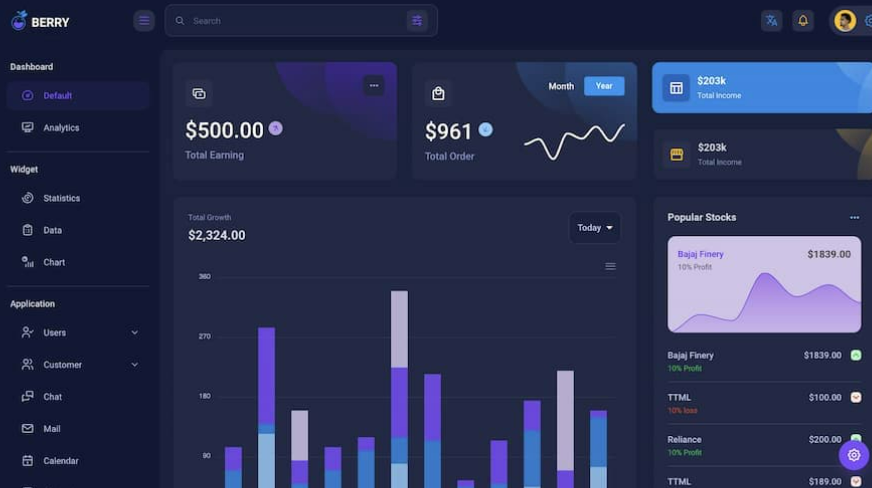 BERRY
Search
Dashboard
Default
Analytics
Widget
Statistics
Data
Chart
Application
Users
Customer
Chat
Mail
Calendar
$500.00
Total Earning
Month Year
$961
Total Order
$203k
Total Income
$203k
Total Income
Total Growth
$2,324.00
Today
360
270
180
90
Popular Stocks
Bajaj Finery $1839.00
10% Profit
Bajaj Finery $1839.00
10% Profit
TTML $100.00
10% loss
Reliance $200.00
10% Profit
TTML $189.00